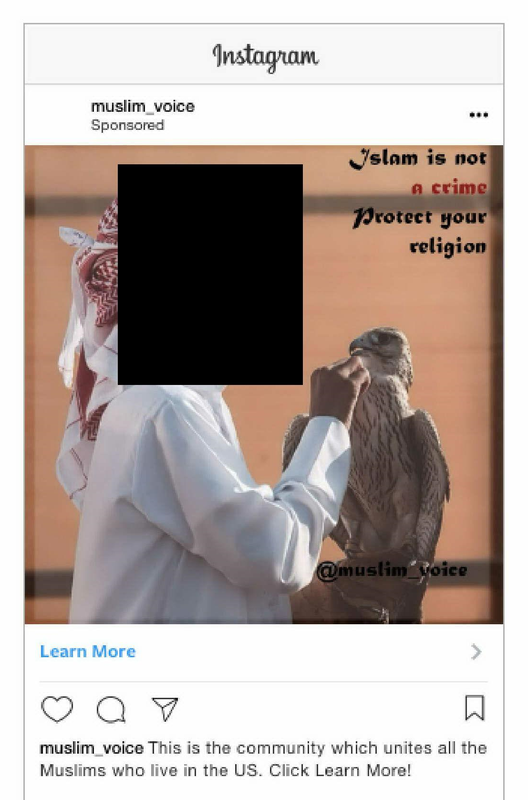 Instagram
muslim_voice
Sponsored
Islam is not
a crime
Protect your
religion
@muslim_voice
Learn More
muslim_voice This is the community which unites all the
Muslims who live in the US. Click Learn More!